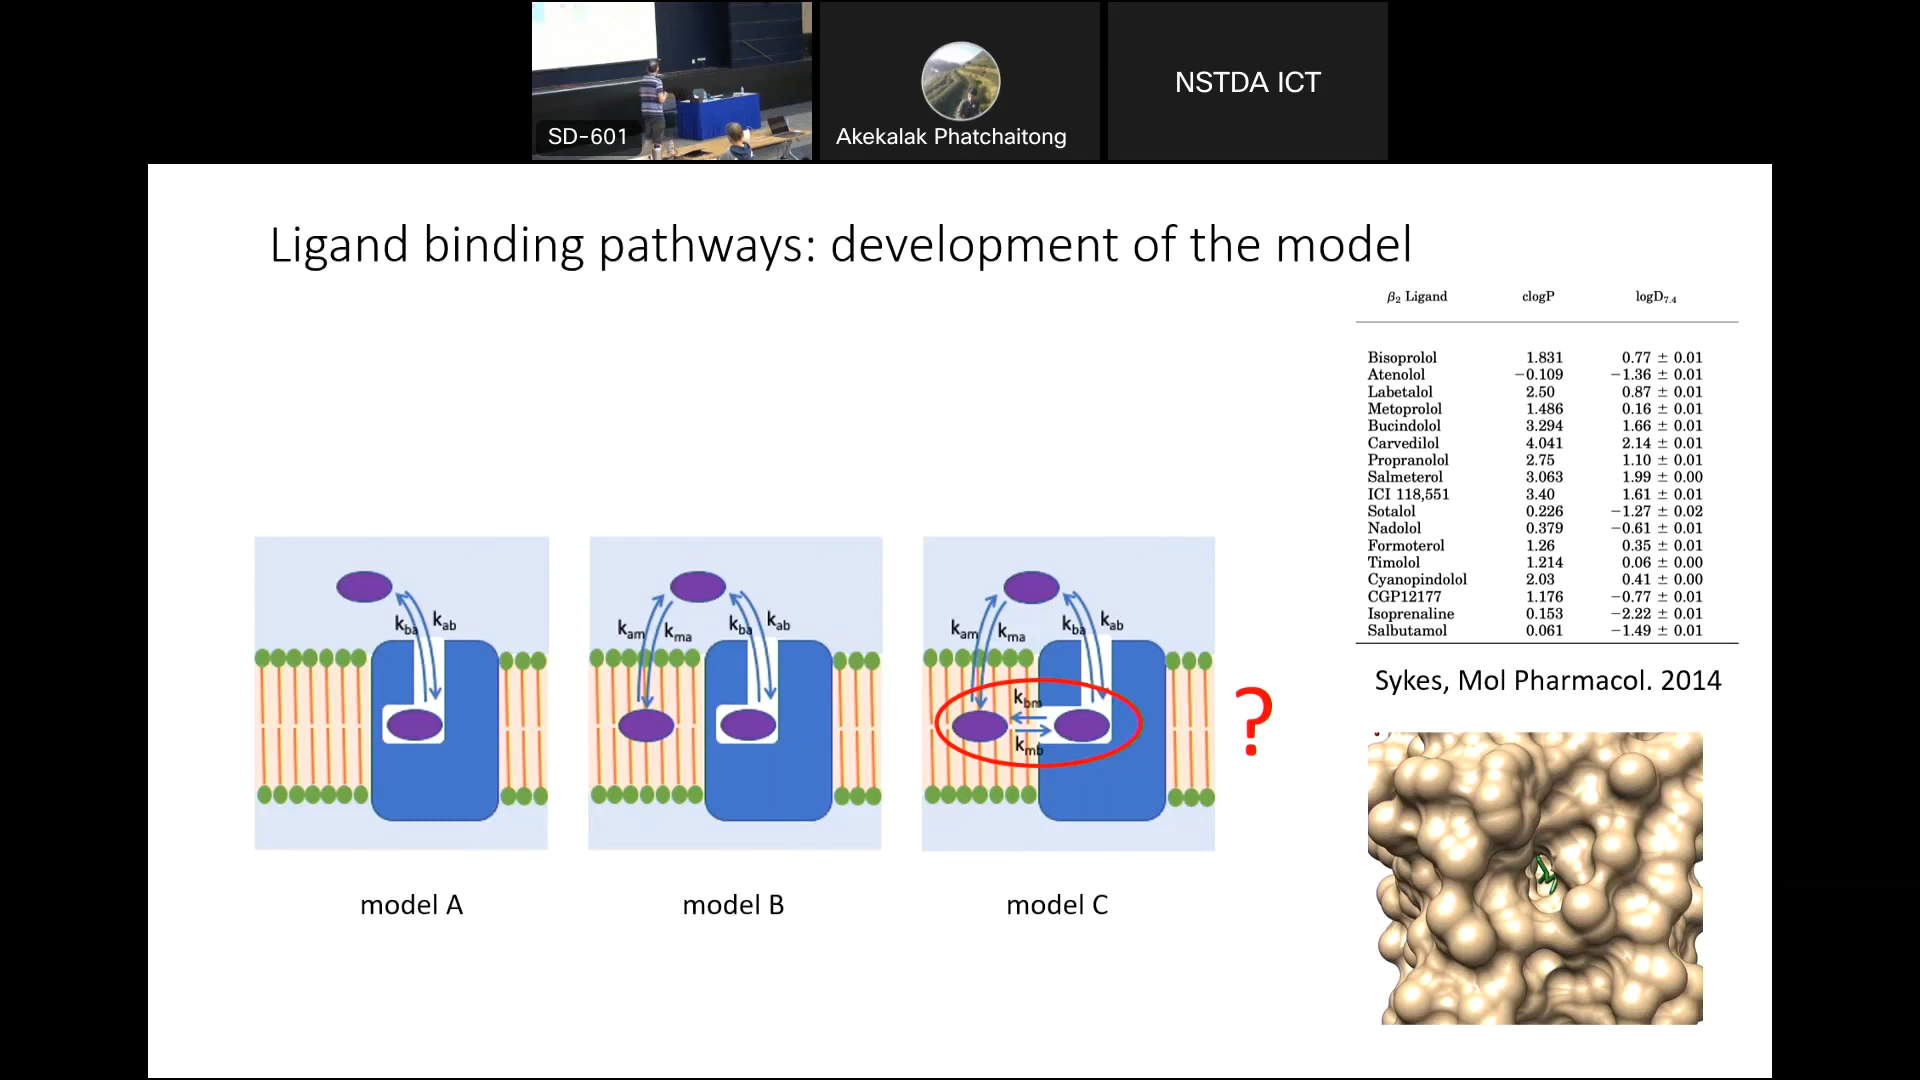 SD-601
Akekalak Phatchaitong
NSTDA ICT
Ligand binding pathways: development of the model
β2 Ligand clogP logD7.4
Bisoprolol 1.831 0.77 ± 0.01
Atenolol −0.109 −1.36 ± 0.01
Labetalol 2.50 0.87 ± 0.01
Metoprolol 1.486 0.16 ± 0.01
Bucindolol 3.294 1.66 ± 0.01
Carvedilol 4.041 2.14 ± 0.01
Propranolol 2.75 1.10 ± 0.01
Salmeterol 3.063 1.99 ± 0.00
ICI 118,551 3.40 1.61 ± 0.01
Sotalol 0.226 −1.27 ± 0.02
Nadolol 0.379 −0.61 ± 0.01
Formoterol 1.26 0.35 ± 0.01
Timolol 1.214 0.06 ± 0.00
Cyanopindolol 2.03 0.41 ± 0.00
CGP12177 1.176 −0.77 ± 0.01
Isoprenaline 0.153 −2.22 ± 0.01
Salbutamol 0.061 −1.49 ± 0.01
Sykes, Mol Pharmacol. 2014
kba kab
kam kma kba kab
kam kma kba kab
kbm
kmb
?
model A
model B
model C